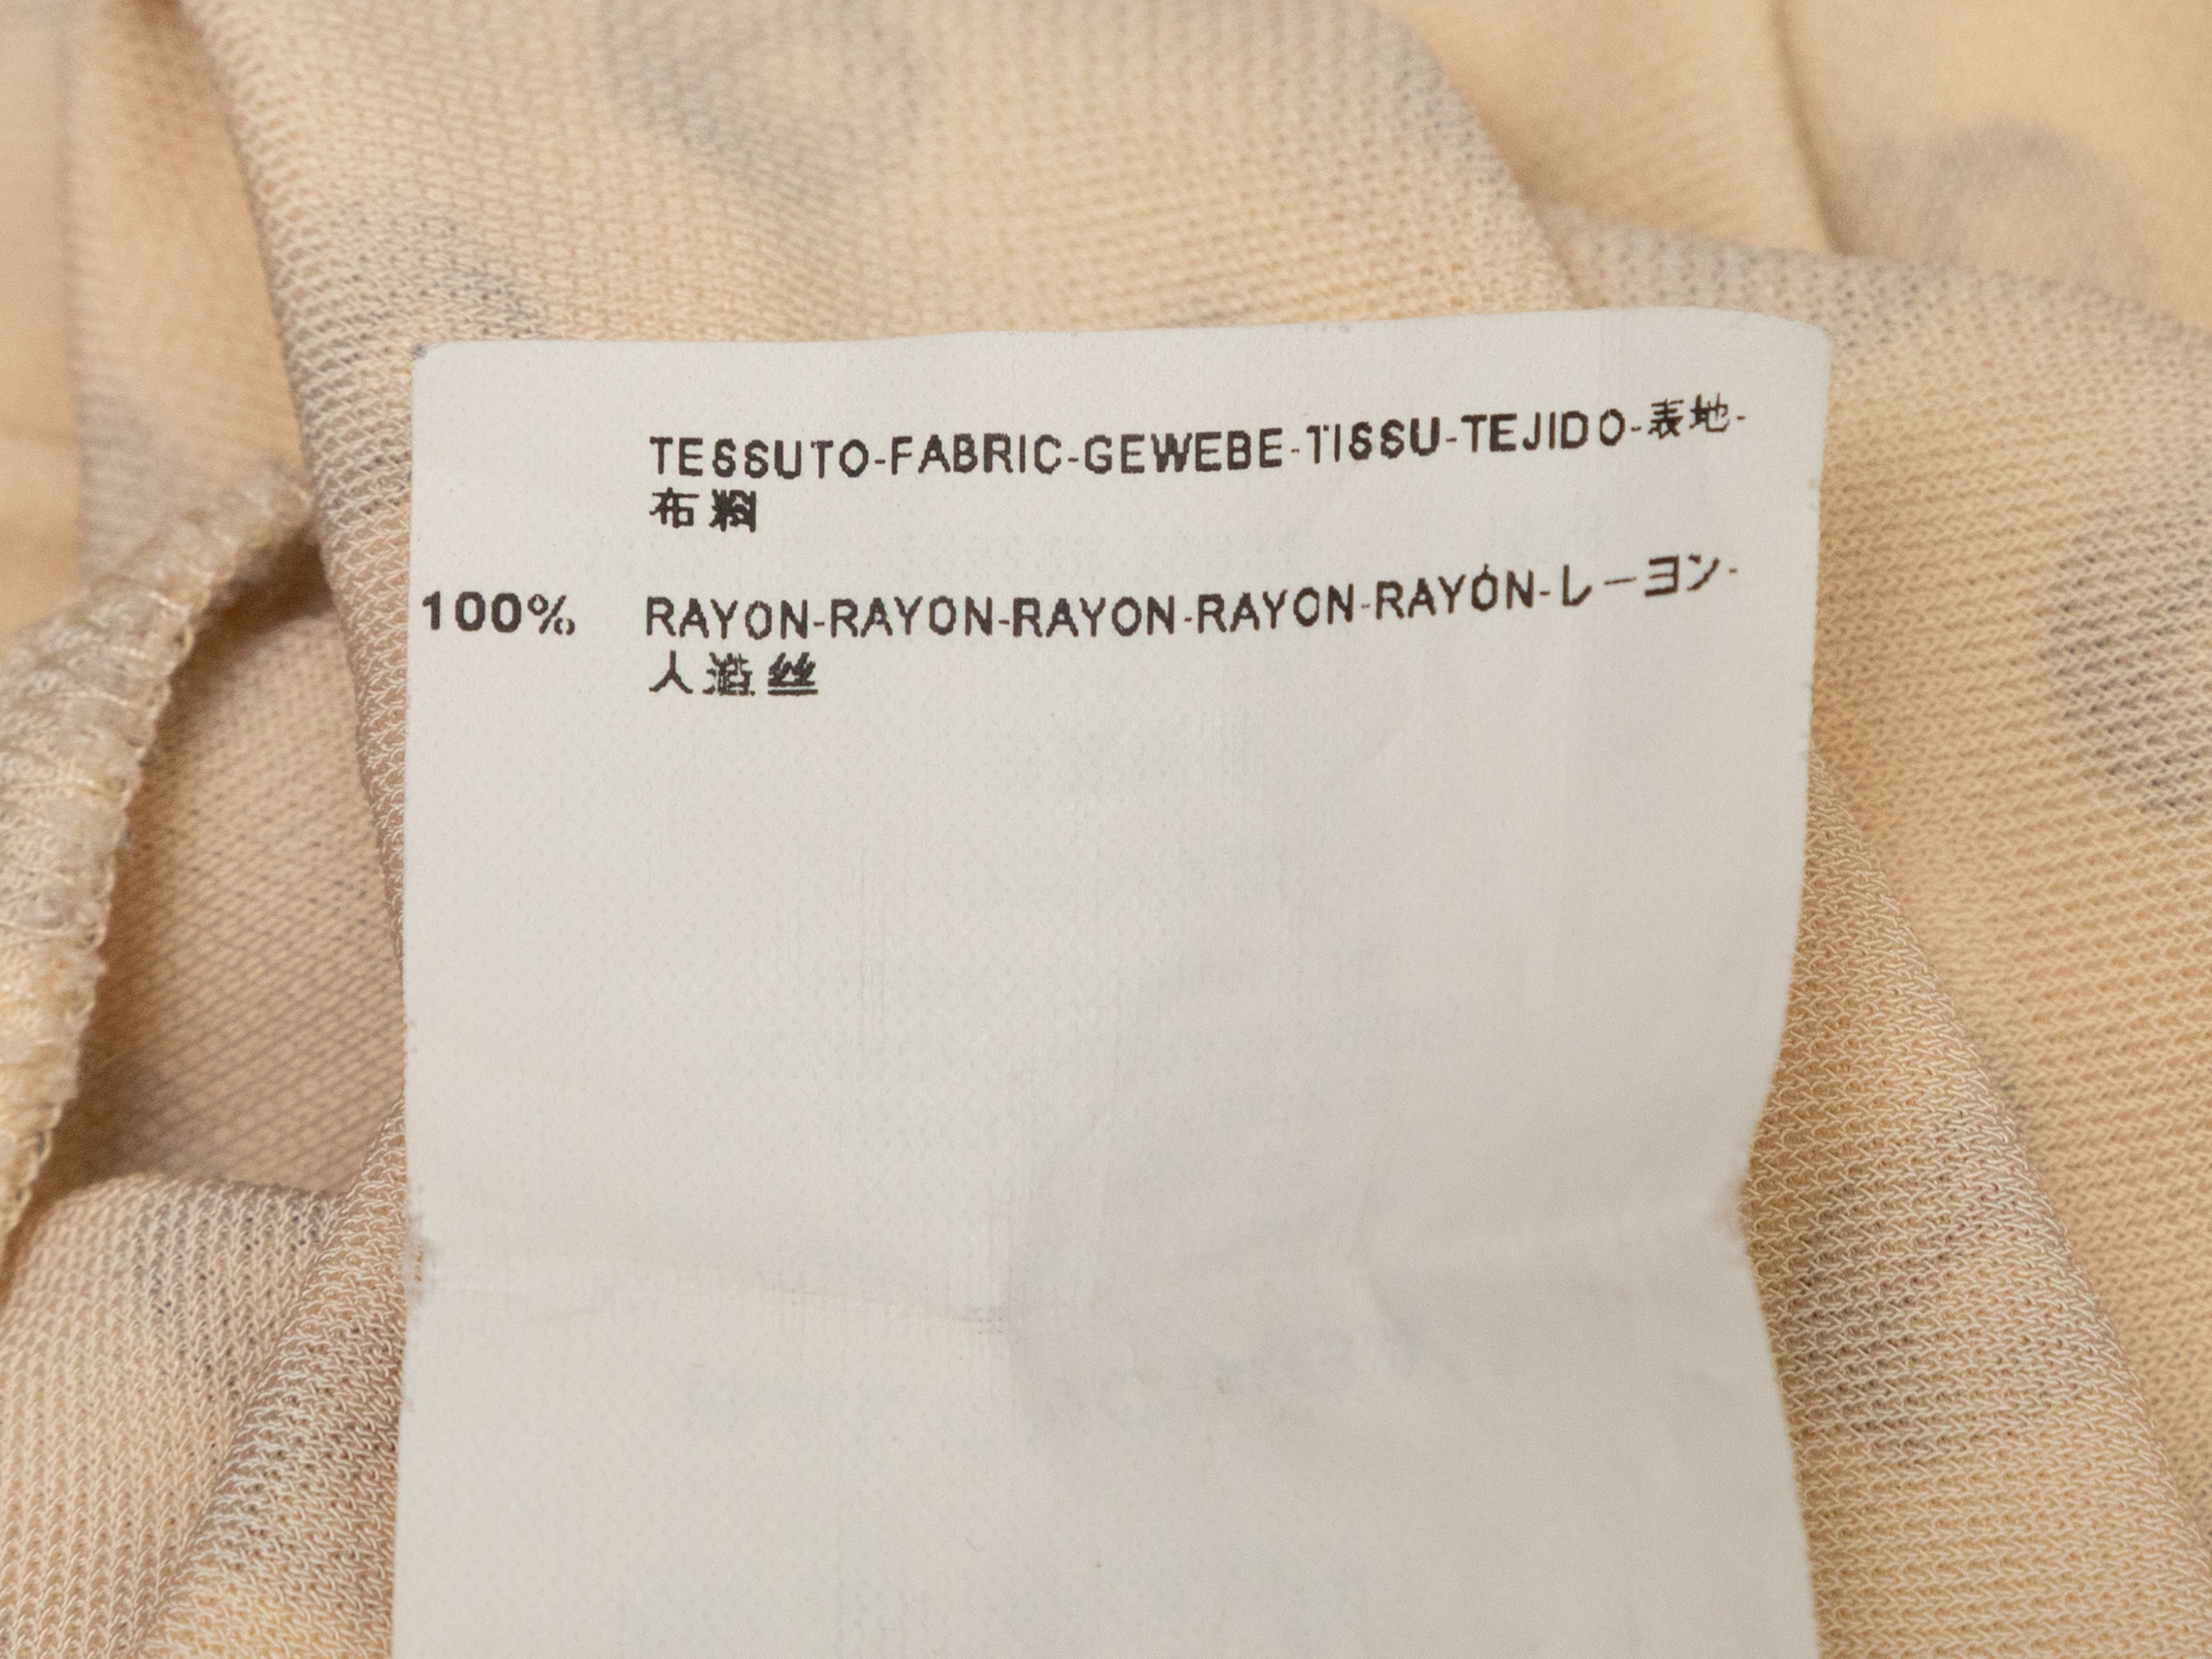 TESSUTO-FABRIC-GEWEBE-TISSU-TEJIDO-表地-
布料
100% RAYON-RAYON-RAYON-RAYON-RAYÓN-レーヨン-
人造丝